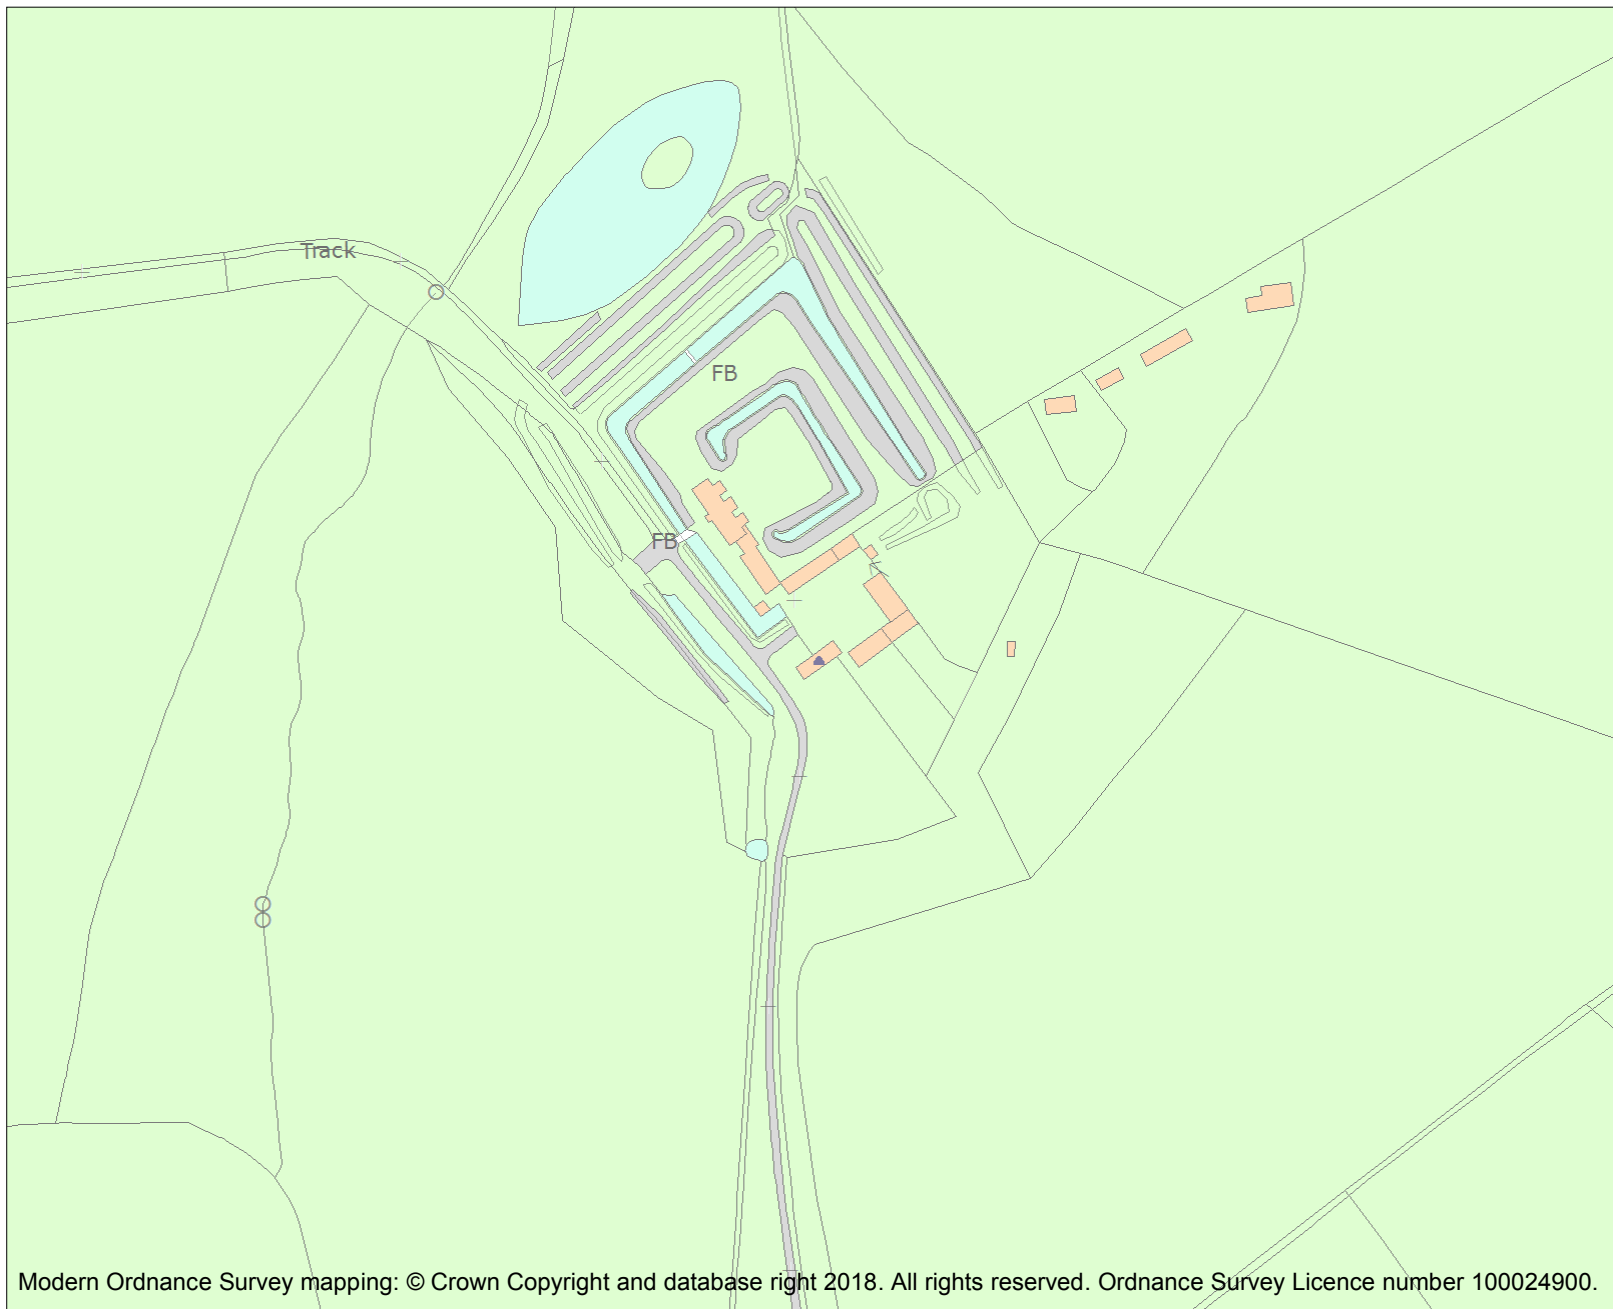 Track
FB
FB
Modern Ordnance Survey mapping: © Crown Copyright and database right 2018. All rights reserved. Ordnance Survey Licence number 100024900.